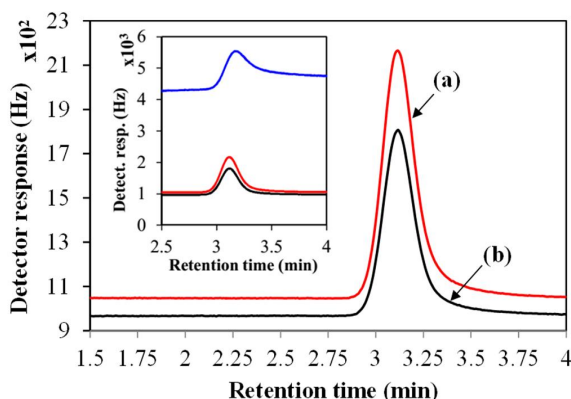 x10²
Detector response (Hz)
23
21
19
17
15
13
11
9
x10³
Detect. resp. (Hz)
6
5
4
3
2
1
0
2.5 3 3.5 4
Retention time (min)
(a)
(b)
1.5 1.75 2 2.25 2.5 2.75 3 3.25 3.5 3.75 4
Retention time (min)